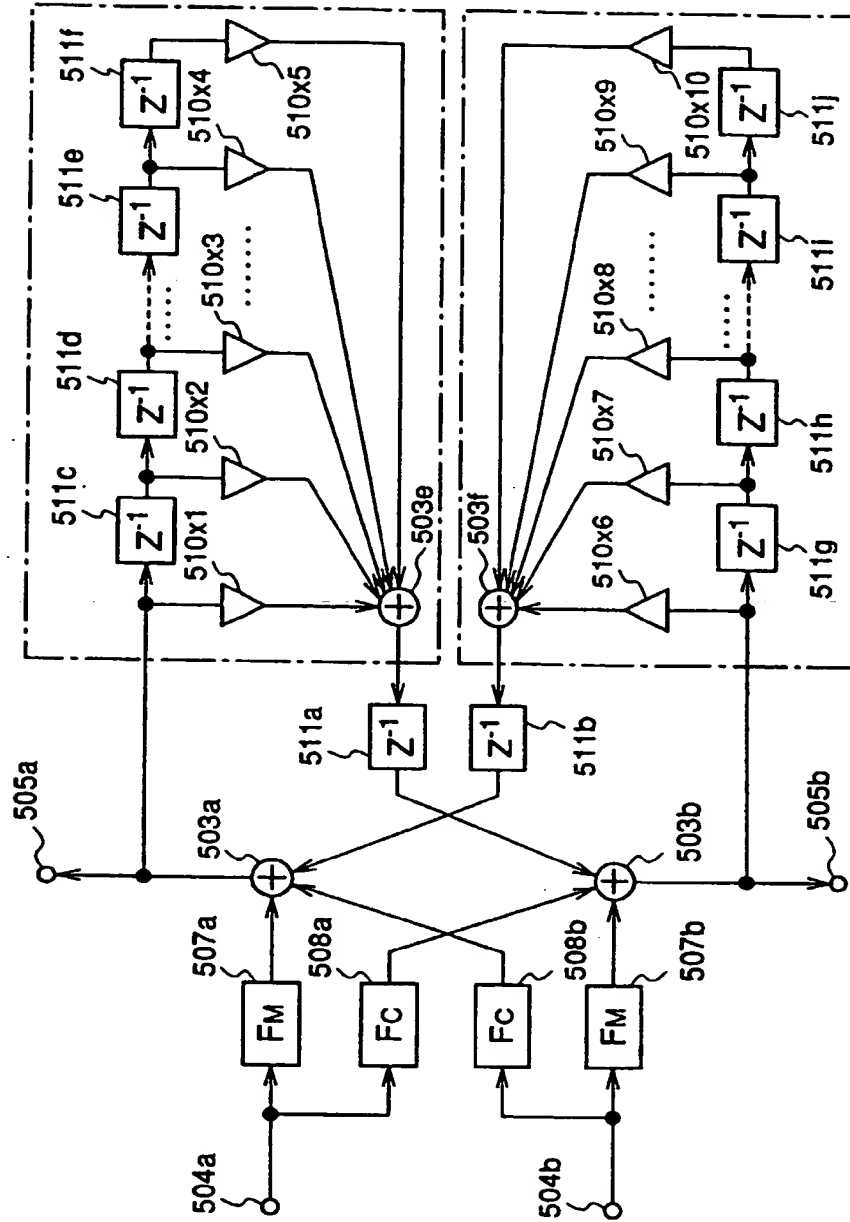 504a
504b
FM
507a
FC
508a
FC
508b
FM
507b
505a
503a
503b
505b
Z-1
511a
Z-1
511b
503e
503f
511c
Z-1
510x1
511d
Z-1
510x2
510x3
......
......
511e
Z-1
510x4
511f
Z-1
510x5
510x6
Z-1
511g
510x7
Z-1
511h
510x8
......
......
510x9
Z-1
511i
510x10
Z-1
511j